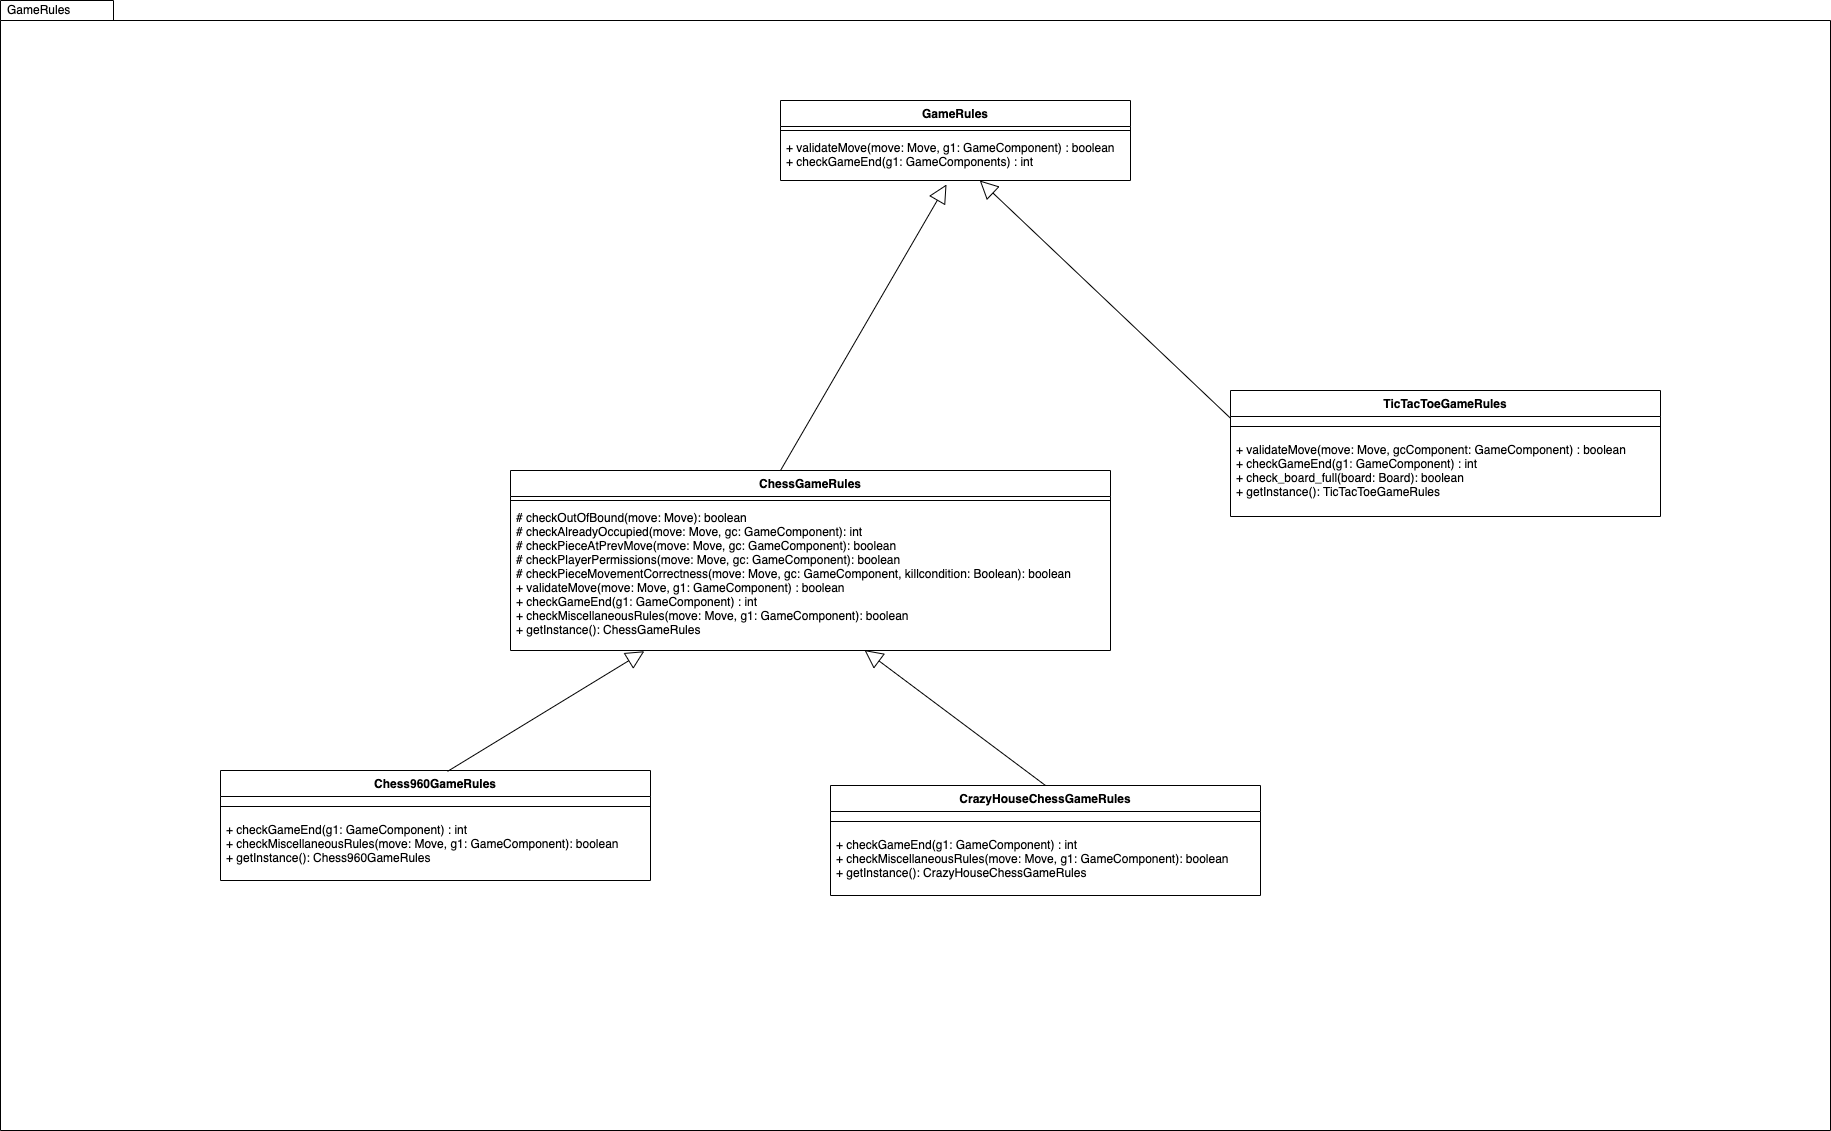 GameRules
GameRules
+ validateMove(move: Move, g1: GameComponent) : boolean
+ checkGameEnd(g1: GameComponents) : int
TicTacToeGameRules
+ validateMove(move: Move, gcComponent: GameComponent) : boolean
+ checkGameEnd(g1: GameComponent) : int
+ check_board_full(board: Board): boolean
+ getInstance(): TicTacToeGameRules
ChessGameRules
# checkOutOfBound(move: Move): boolean
# checkAlreadyOccupied(move: Move, gc: GameComponent): int
# checkPieceAtPrevMove(move: Move, gc: GameComponent): boolean
# checkPlayerPermissions(move: Move, gc: GameComponent): boolean
# checkPieceMovementCorrectness(move: Move, gc: GameComponent, killcondition: Boolean): boolean
+ validateMove(move: Move, g1: GameComponent) : boolean
+ checkGameEnd(g1: GameComponent) : int
+ checkMiscellaneousRules(move: Move, g1: GameComponent): boolean
+ getInstance(): ChessGameRules
Chess960GameRules
+ checkGameEnd(g1: GameComponent) : int
+ checkMiscellaneousRules(move: Move, g1: GameComponent): boolean
+ getInstance(): Chess960GameRules
CrazyHouseChessGameRules
+ checkGameEnd(g1: GameComponent) : int
+ checkMiscellaneousRules(move: Move, g1: GameComponent): boolean
+ getInstance(): CrazyHouseChessGameRules